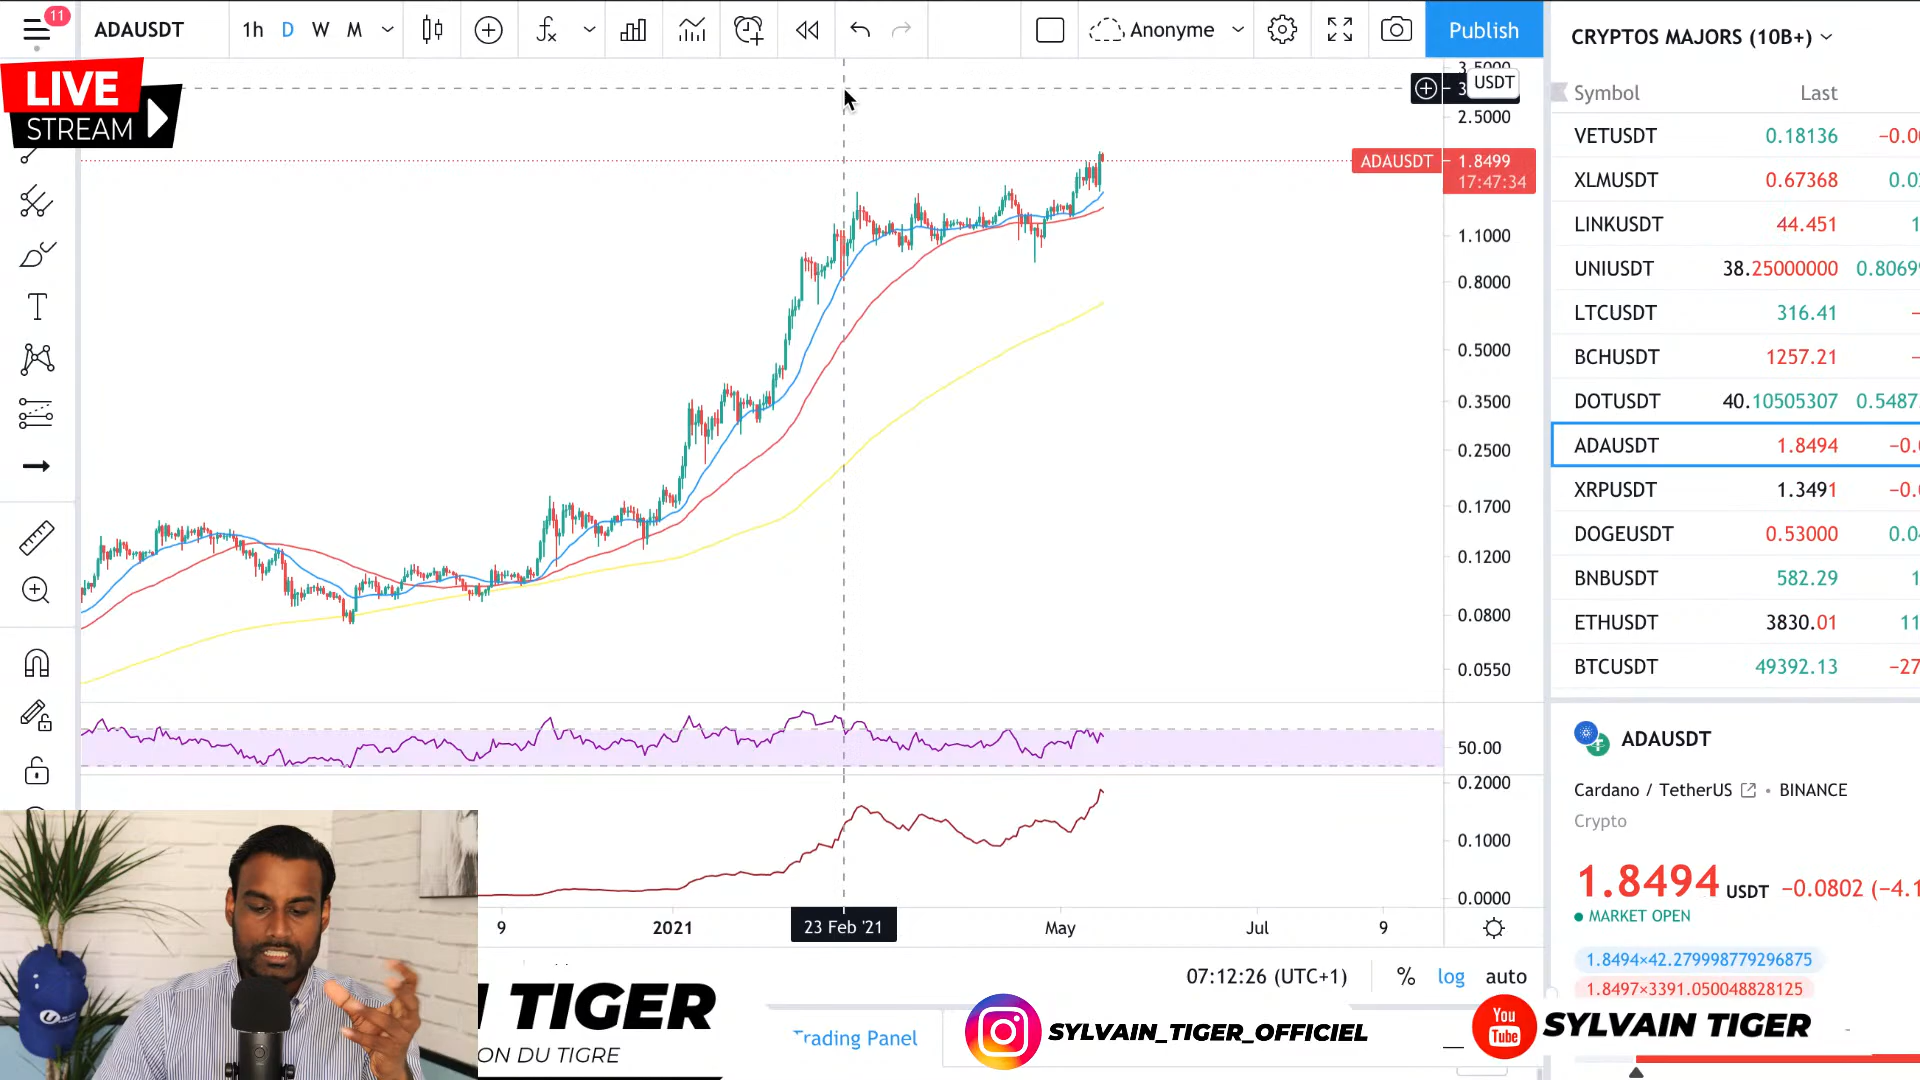 11
ADAUSDT
1h D W M
Anonyme
Publish
LIVE
STREAM
CRYPTOS MAJORS (10B+)
Symbol Last
VETUSDT 0.18136
XLMUSDT 0.67368
LINKUSDT 44.451
UNIUSDT 38.25000000
LTCUSDT 316.41
BCHUSDT 1257.21
DOTUSDT 40.10505307
ADAUSDT 1.8494
XRPUSDT 1.3491
DOGEUSDT 0.53000
BNBUSDT 582.29
ETHUSDT 3830.01
BTCUSDT 49392.13
USDT
2.5000
ADAUSDT 1.8499
17:47:34
1.1000
0.8000
0.5000
0.3500
0.2500
0.1700
0.1200
0.0800
0.0550
50.00
0.2000
0.1000
0.0000
9 2021 23 Feb '21 May Jul 9
07:12:26 (UTC+1) % log auto
ADAUSDT
Cardano / TetherUS • BINANCE
Crypto
1.8494 USDT −0.0802
MARKET OPEN
1.8494×42.279998779296875
1.8497×3391.050048828125
TIGER
ON DU TIGRE
Trading Panel
SYLVAIN_TIGER_OFFICIEL
You
Tube
SYLVAIN TIGER